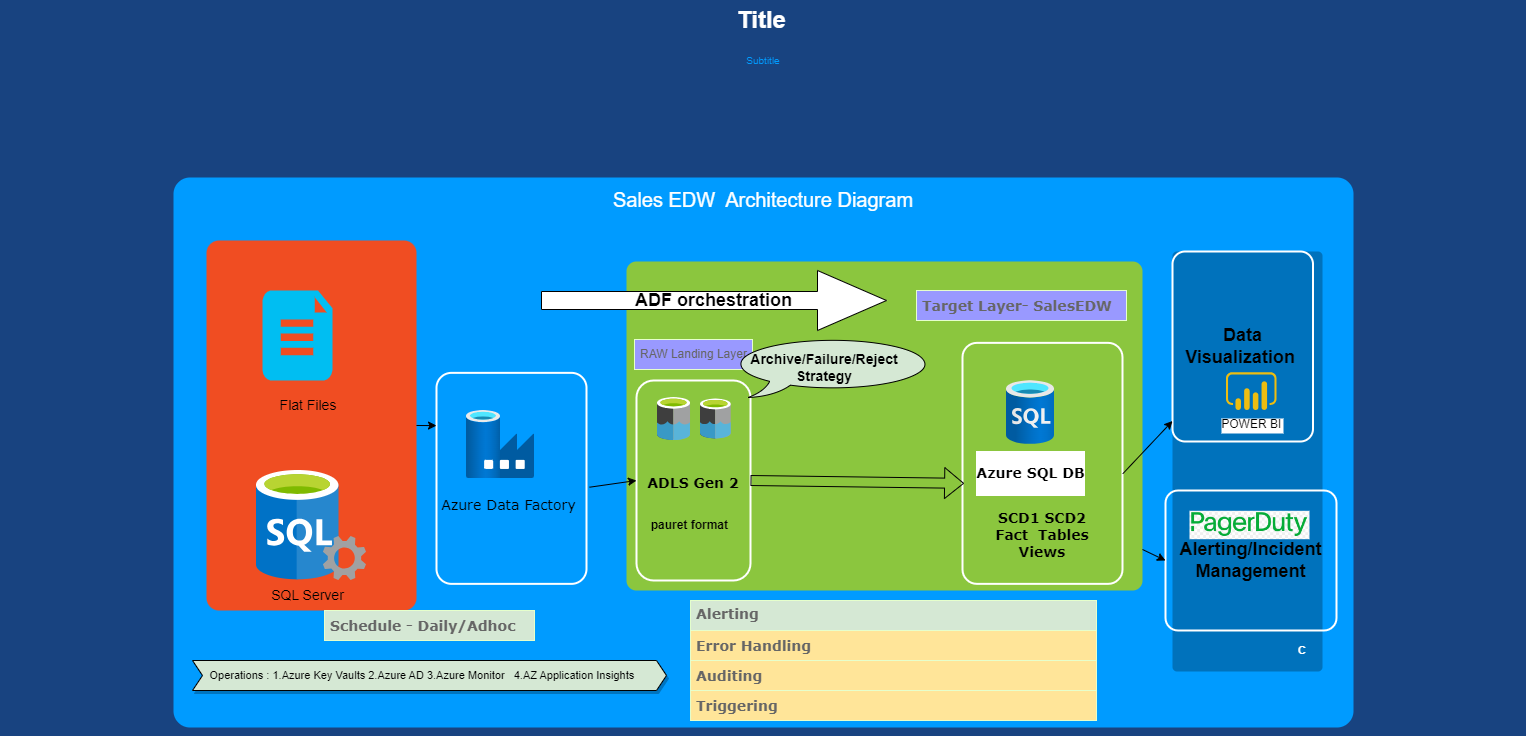 Title
Subtitle
Sales EDW  Architecture Diagram
Flat Files
SQL
SQL Server
Schedule - Daily/Adhoc
Azure Data Factory
ADF orchestration
RAW Landing Layer
Archive/Failure/Reject
Strategy
ADLS Gen 2
pauret format
Target Layer- SalesEDW
SQL
Azure SQL DB
SCD1 SCD2
Fact  Tables
Views
Data
Visualization
POWER BI
PagerDuty
Alerting/Incident
Management
C
Operations : 1.Azure Key Vaults 2.Azure AD 3.Azure Monitor   4.AZ Application Insights
Alerting
Error Handling
Auditing
Triggering